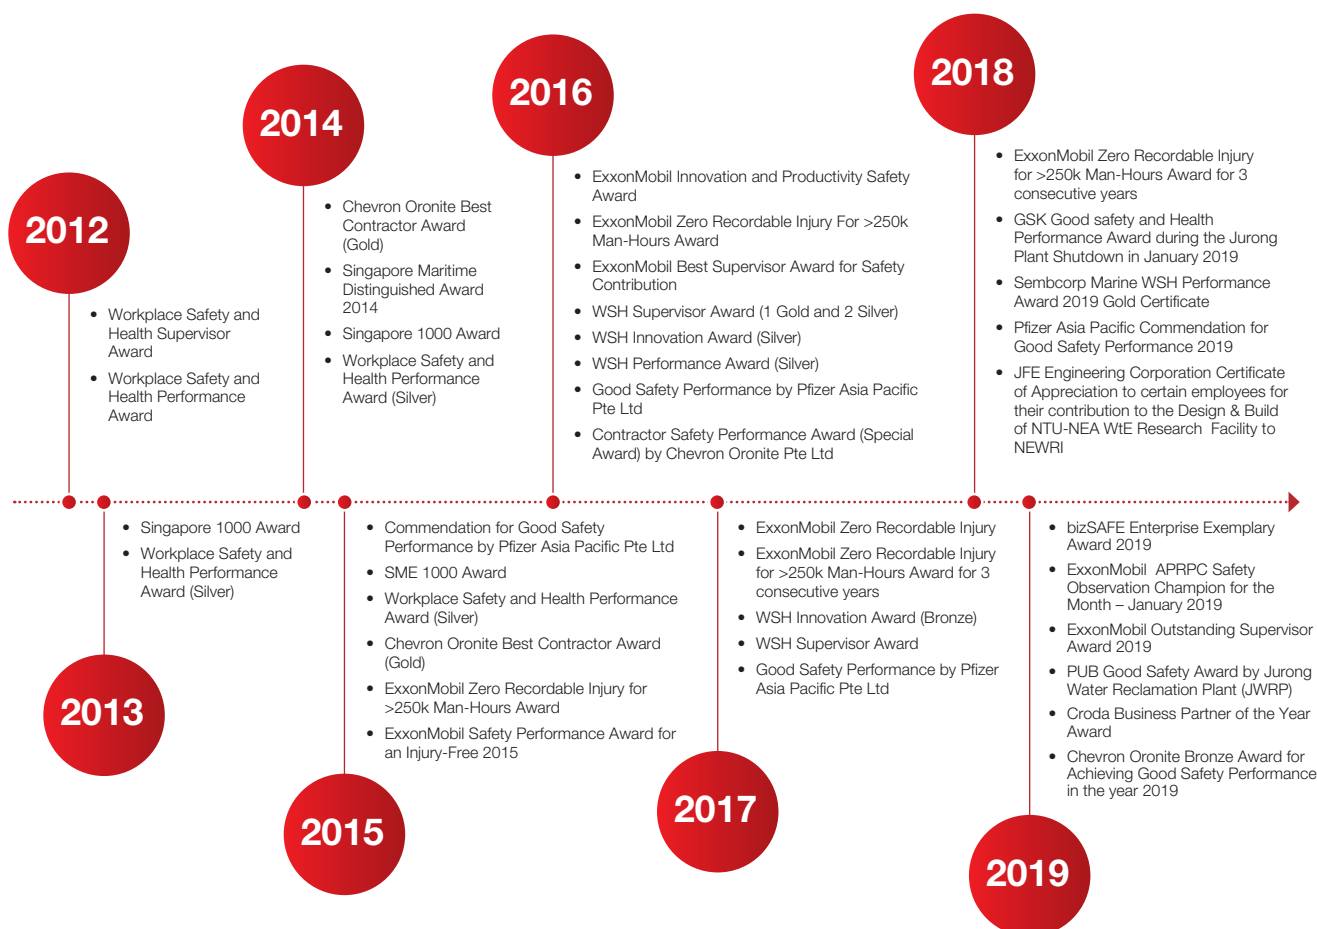 2012
• Workplace Safety and
Health Supervisor
Award
• Workplace Safety and
Health Performance
Award
2013
• Singapore 1000 Award
• Workplace Safety and
Health Performance
Award (Silver)
2014
• Chevron Oronite Best
Contractor Award
(Gold)
• Singapore Maritime
Distinguished Award
2014
• Singapore 1000 Award
• Workplace Safety and
Health Performance
Award (Silver)
2015
• Commendation for Good Safety
Performance by Pfizer Asia Pacific Pte Ltd
• SME 1000 Award
• Workplace Safety and Health Performance
Award (Silver)
• Chevron Oronite Best Contractor Award
(Gold)
• ExxonMobil Zero Recordable Injury for
>250k Man-Hours Award
• ExxonMobil Safety Performance Award for
an Injury-Free 2015
2016
• ExxonMobil Innovation and Productivity Safety
Award
• ExxonMobil Zero Recordable Injury For >250k
Man-Hours Award
• ExxonMobil Best Supervisor Award for Safety
Contribution
• WSH Supervisor Award (1 Gold and 2 Silver)
• WSH Innovation Award (Silver)
• WSH Performance Award (Silver)
• Good Safety Performance by Pfizer Asia Pacific
Pte Ltd
• Contractor Safety Performance Award (Special
Award) by Chevron Oronite Pte Ltd
2017
• ExxonMobil Zero Recordable Injury
• ExxonMobil Zero Recordable Injury
for >250k Man-Hours Award for 3
consecutive years
• WSH Innovation Award (Bronze)
• WSH Supervisor Award
• Good Safety Performance by Pfizer
Asia Pacific Pte Ltd
2018
• ExxonMobil Zero Recordable Injury
for >250k Man-Hours Award for 3
consecutive years
• GSK Good safety and Health
Performance Award during the Jurong
Plant Shutdown in January 2019
• Sembcorp Marine WSH Performance
Award 2019 Gold Certificate
• Pfizer Asia Pacific Commendation for
Good Safety Performance 2019
• JFE Engineering Corporation Certificate
of Appreciation to certain employees for
their contribution to the Design & Build
of NTU-NEA WtE Research Facility to
NEWRI
2019
• bizSAFE Enterprise Exemplary
Award 2019
• ExxonMobil APRPC Safety
Observation Champion for the
Month – January 2019
• ExxonMobil Outstanding Supervisor
Award 2019
• PUB Good Safety Award by Jurong
Water Reclamation Plant (JWRP)
• Croda Business Partner of the Year
Award
• Chevron Oronite Bronze Award for
Achieving Good Safety Performance
in the year 2019